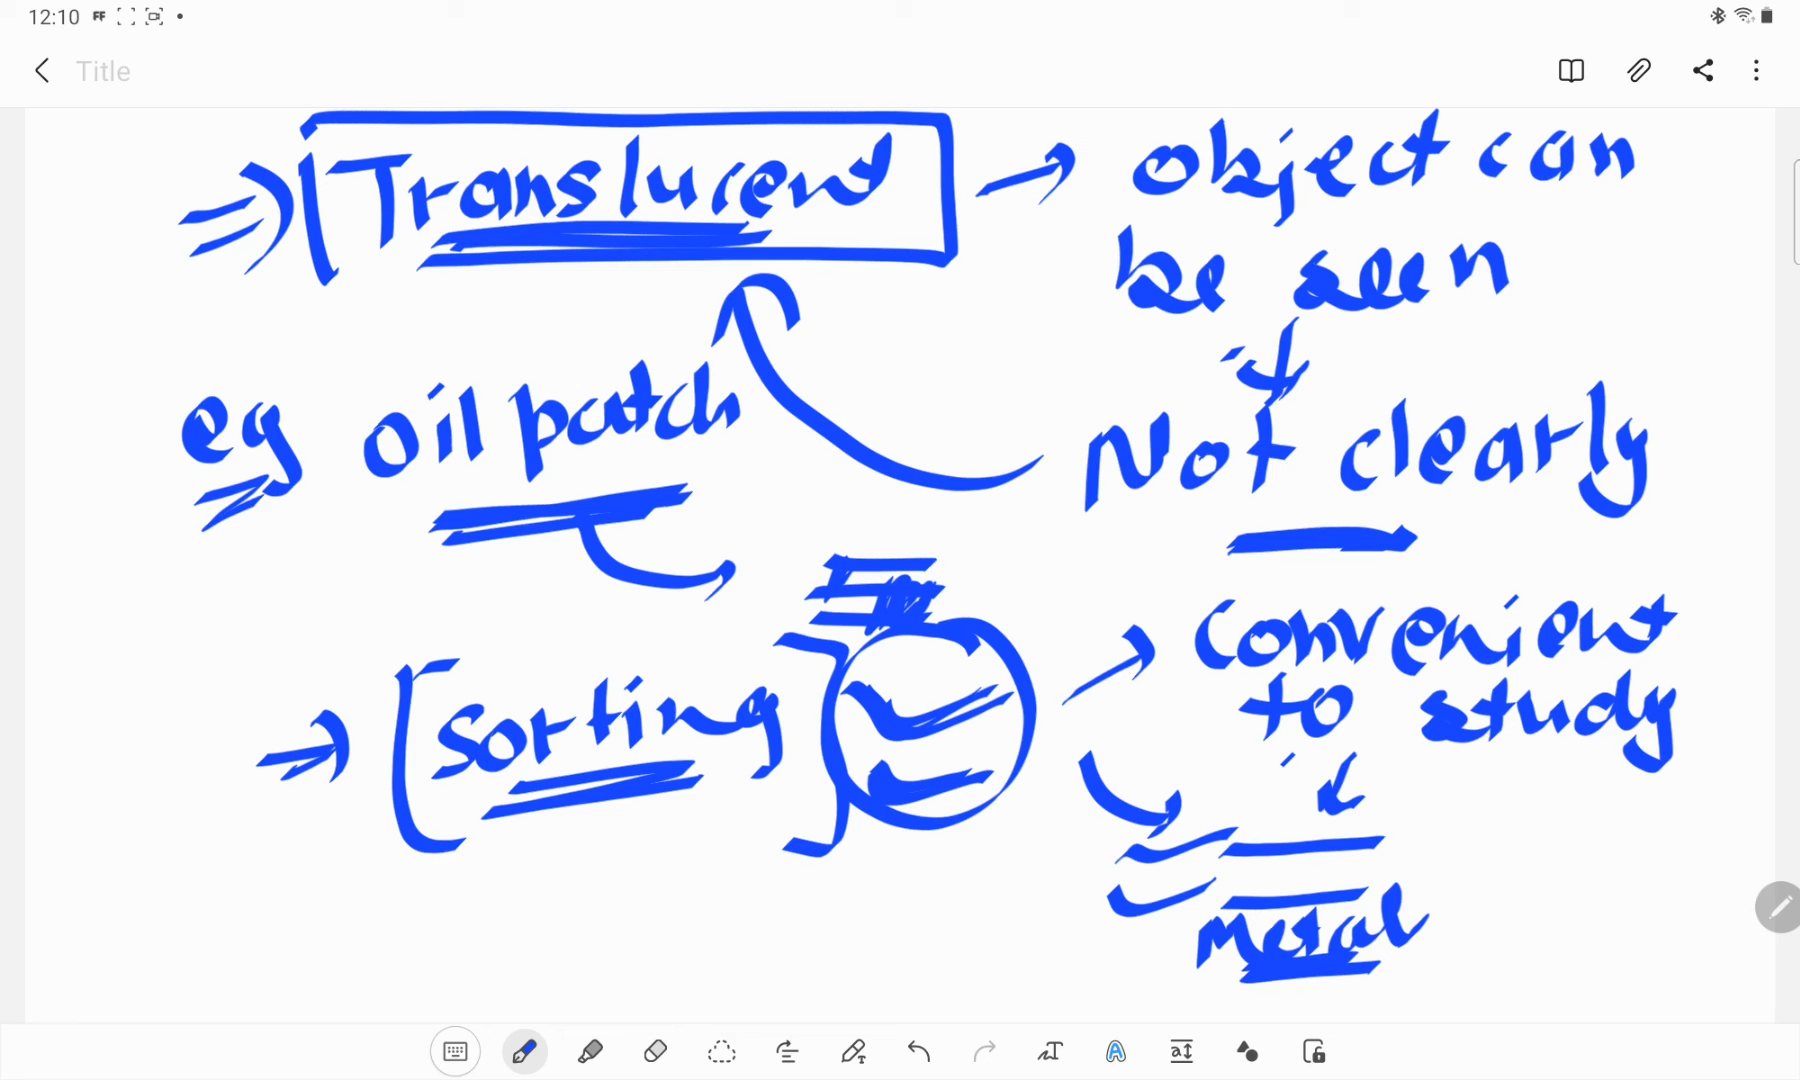 12:10
Title
Translucent → object can
be seen
Not clearly
eg oil patch
→ [sorting] → convenient
to study
metal